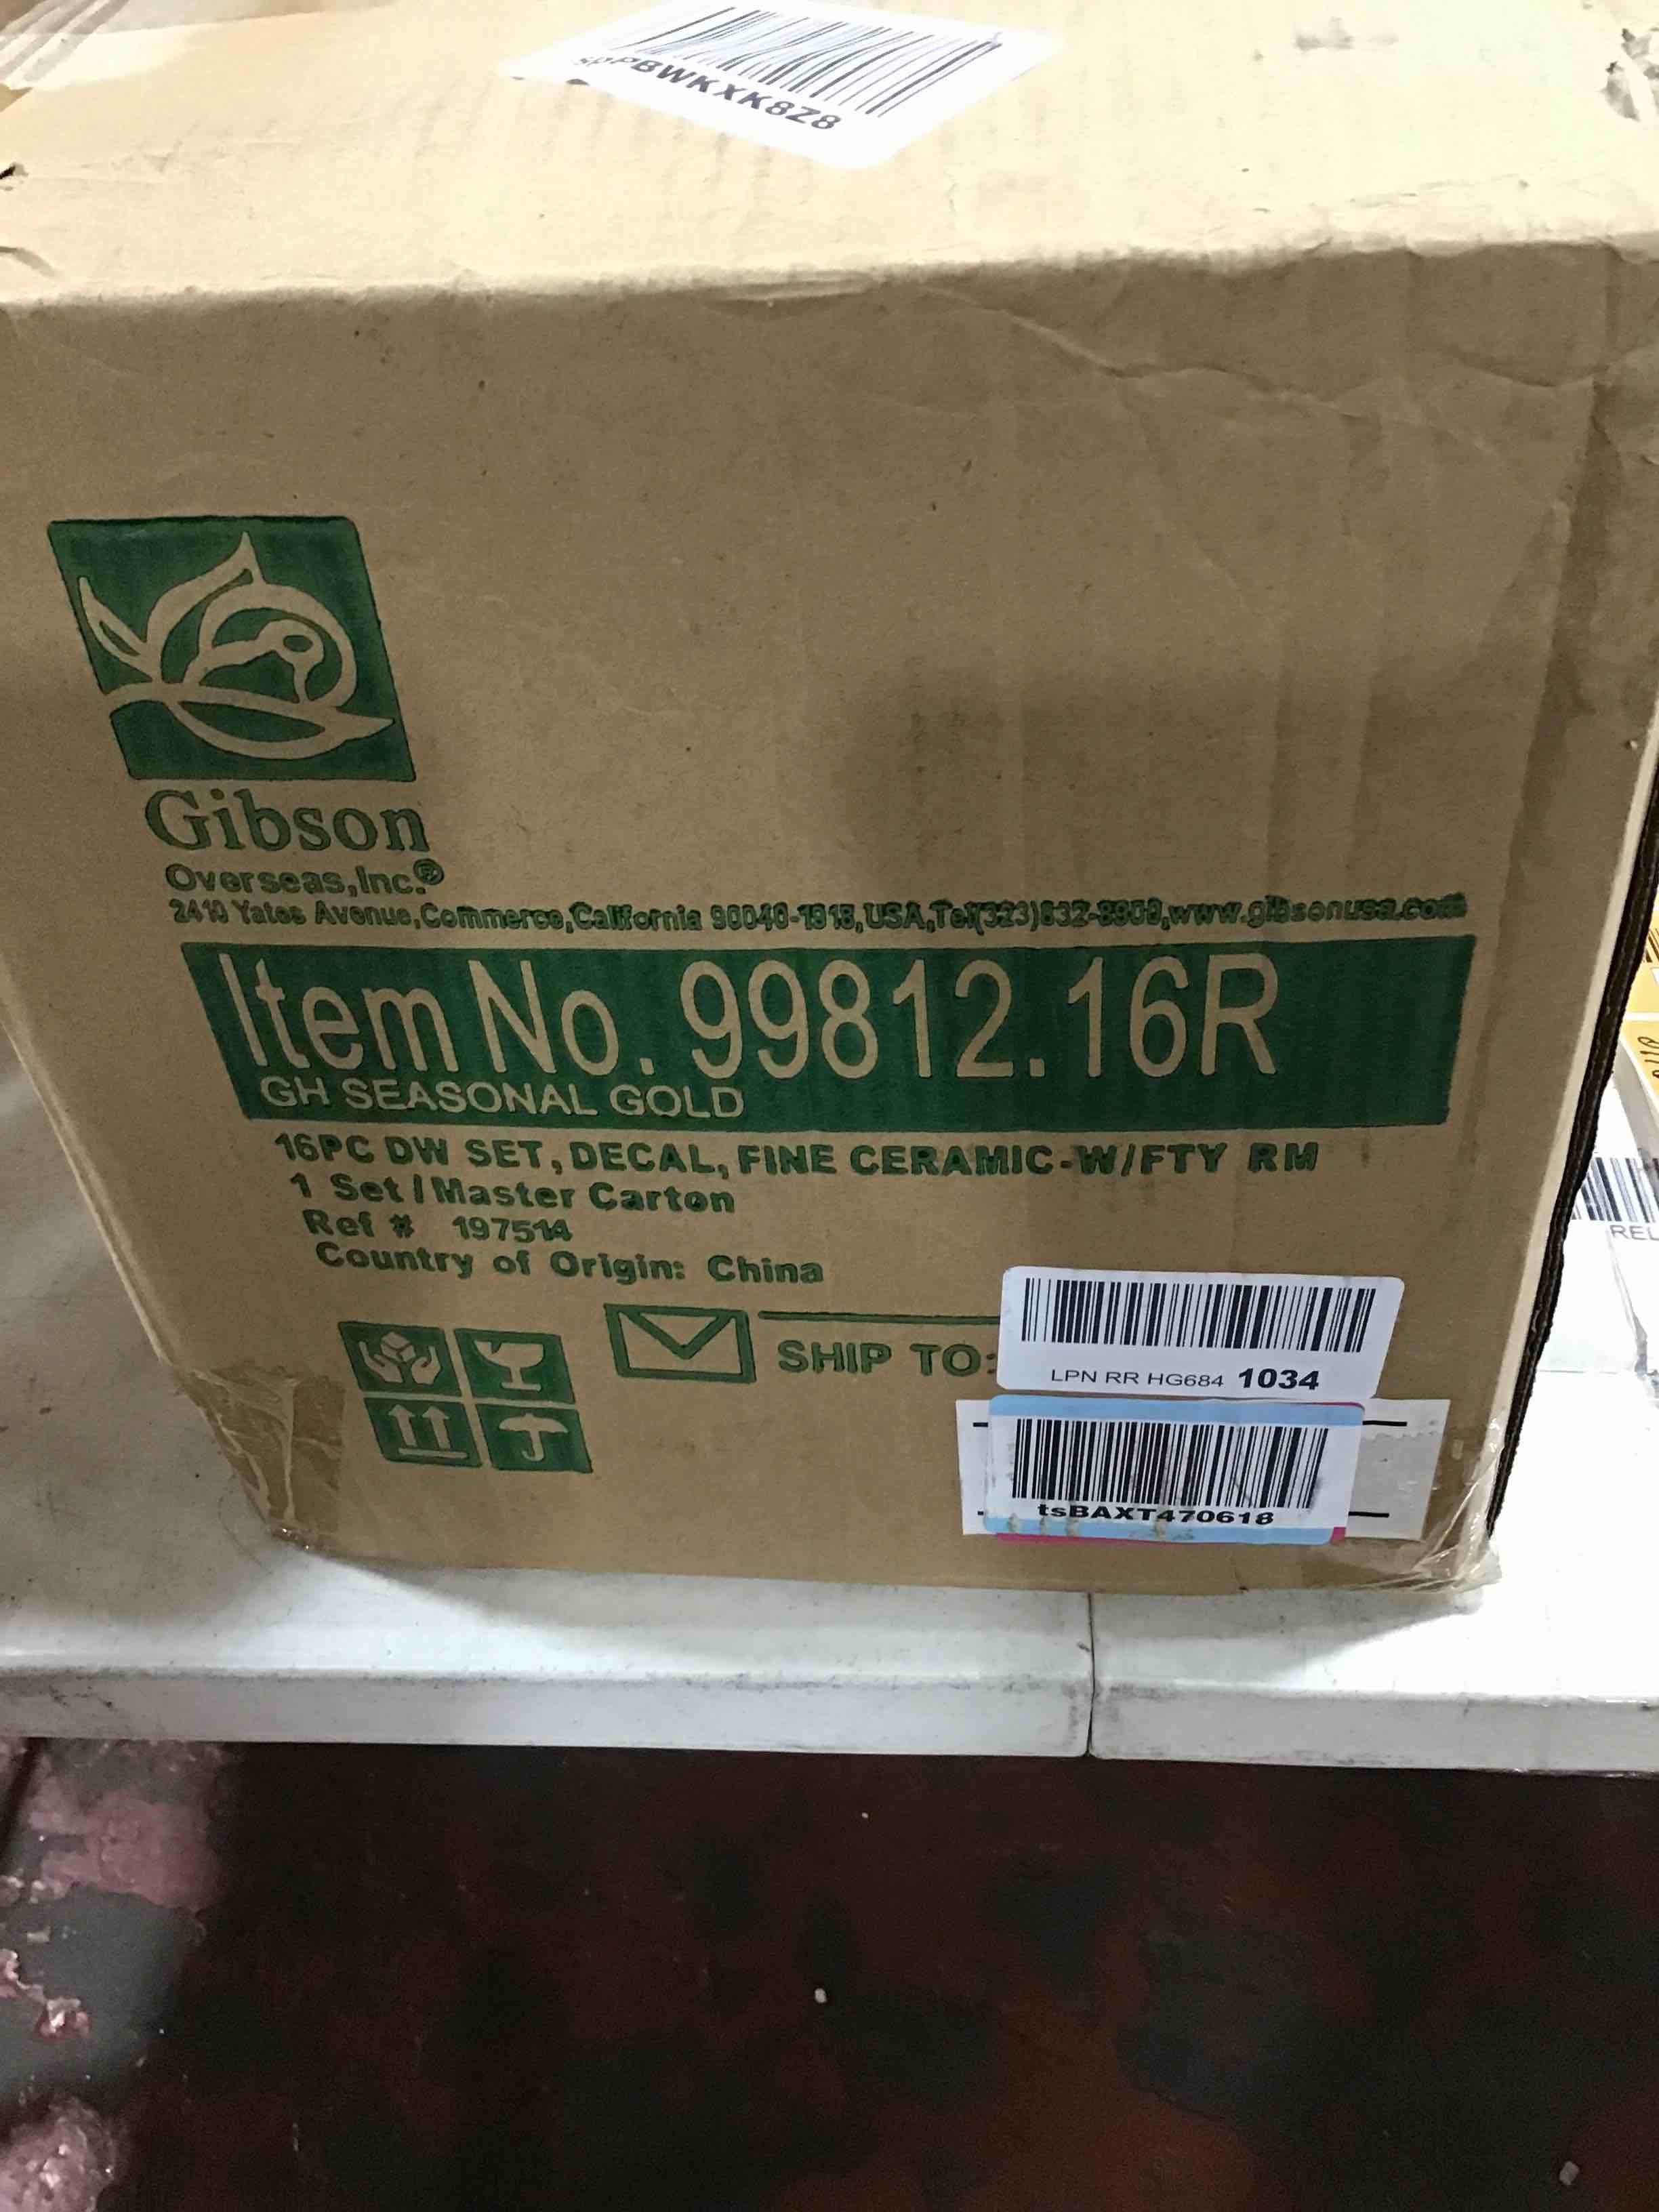 spPBWKXK8Z8
Gibson
Overseas,Inc.®
2410 Yates Avenue,Commerce,California 90040-1918,USA,Tel(323)832-8900,www.gibsonusa.com
Item No. 99812.16R
GH SEASONAL GOLD
16PC DW SET, DECAL, FINE CERAMIC-W/FTY RM
1 Set / Master Carton
Ref # 197514
Country of Origin: China
SHIP TO:
LPN RR HG684 1034
tsBAXT470618
REL